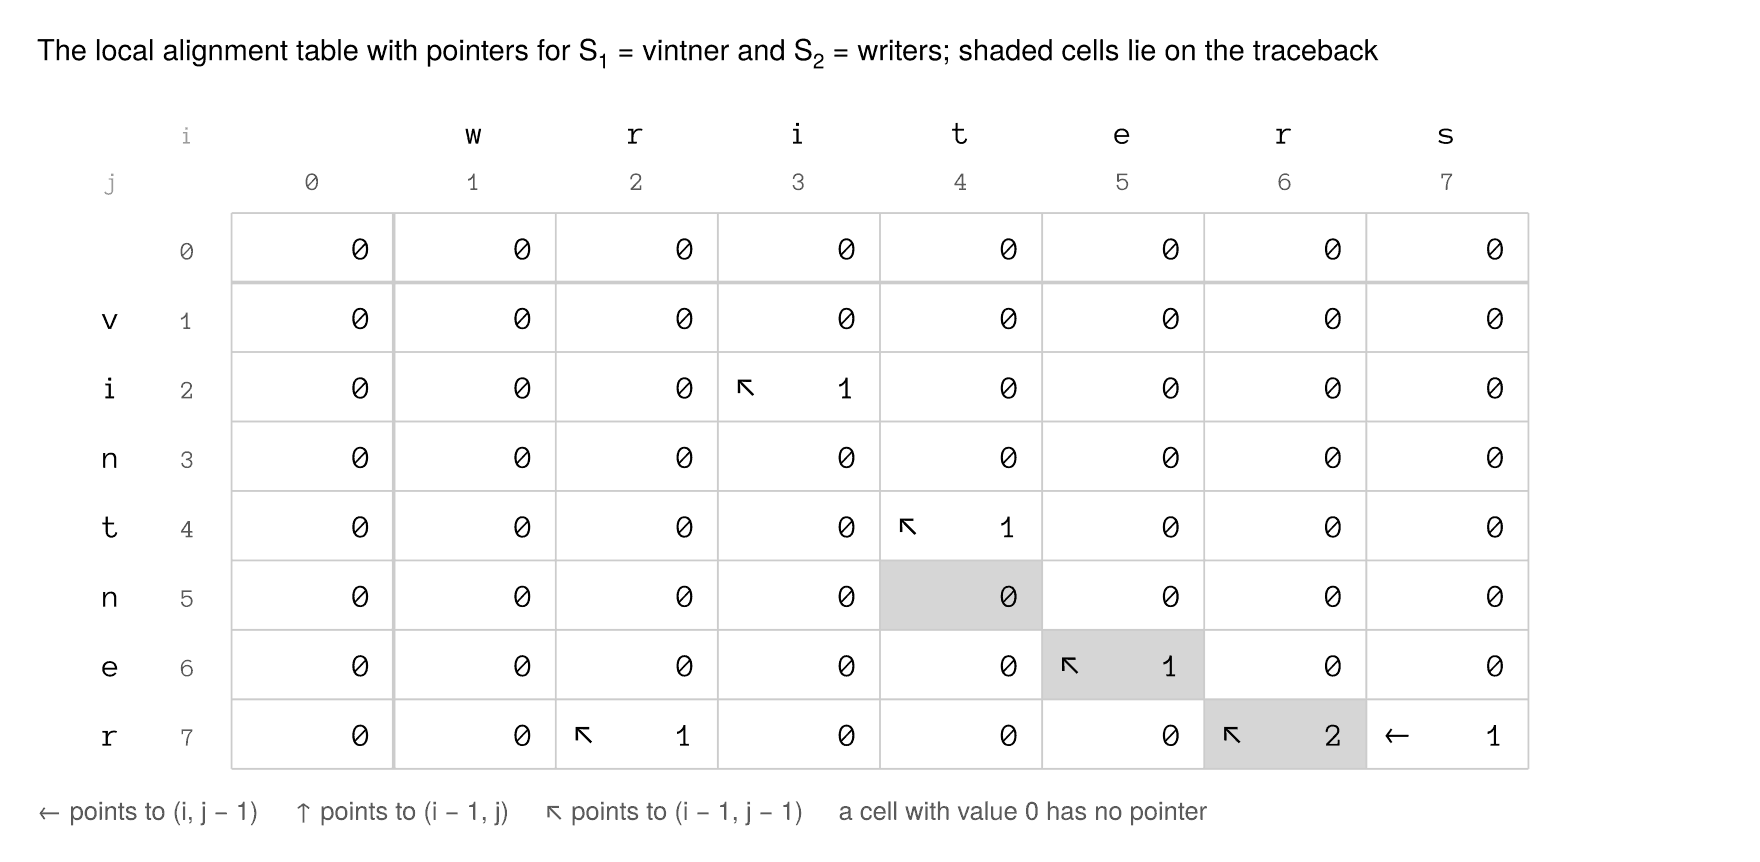 The local alignment table with pointers for S₁ = vintner and S₂ = writers; shaded cells lie on the traceback
i w r i t e r s
j 0 1 2 3 4 5 6 7
0 0 0 0 0 0 0 0 0
v 1 0 0 0 0 0 0 0 0
i 2 0 0 0 ↖ 1 0 0 0 0
n 3 0 0 0 0 0 0 0 0
t 4 0 0 0 0 ↖ 1 0 0 0
n 5 0 0 0 0 0 0 0 0
e 6 0 0 0 0 0 ↖ 1 0 0
r 7 0 0 ↖ 1 0 0 0 ↖ 2 ← 1
← points to (i, j − 1) ↑ points to (i − 1, j) ↖ points to (i − 1, j − 1) a cell with value 0 has no pointer